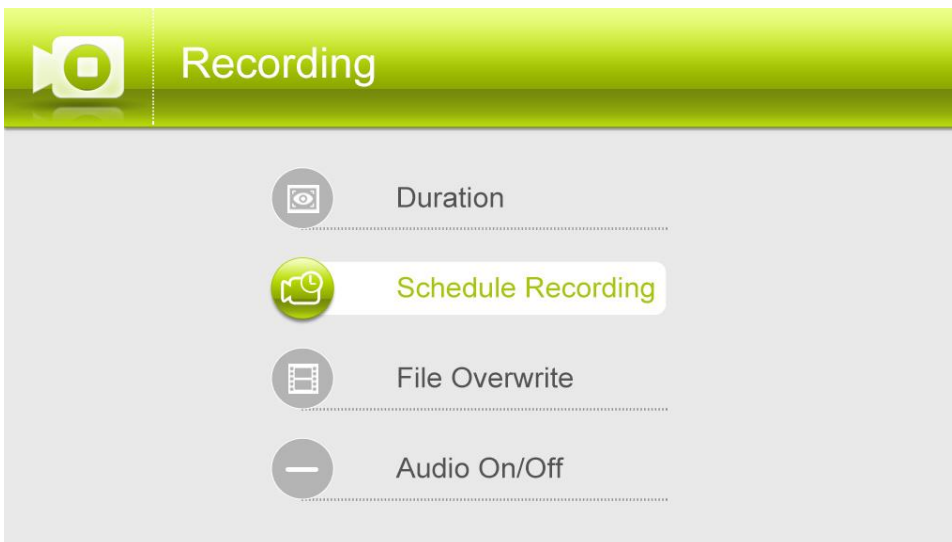 Recording
Duration
Schedule Recording
File Overwrite
Audio On/Off